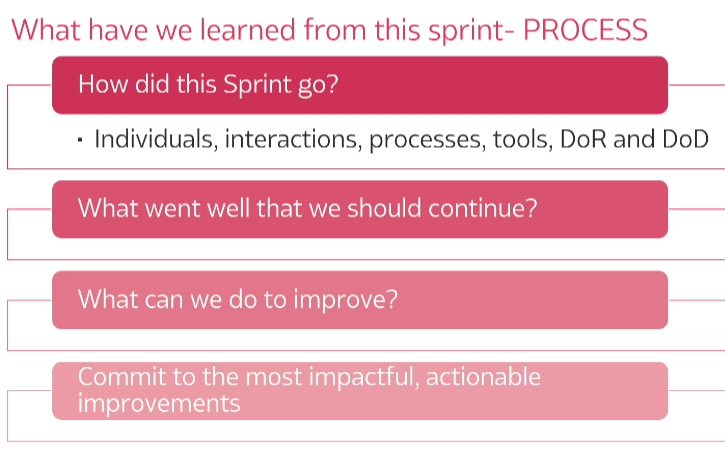 What have we learned from this sprint- PROCESS
How did this Sprint go?
▪ Individuals, interactions, processes, tools, DoR and DoD
What went well that we should continue?
What can we do to improve?
Commit to the most impactful, actionable
improvements